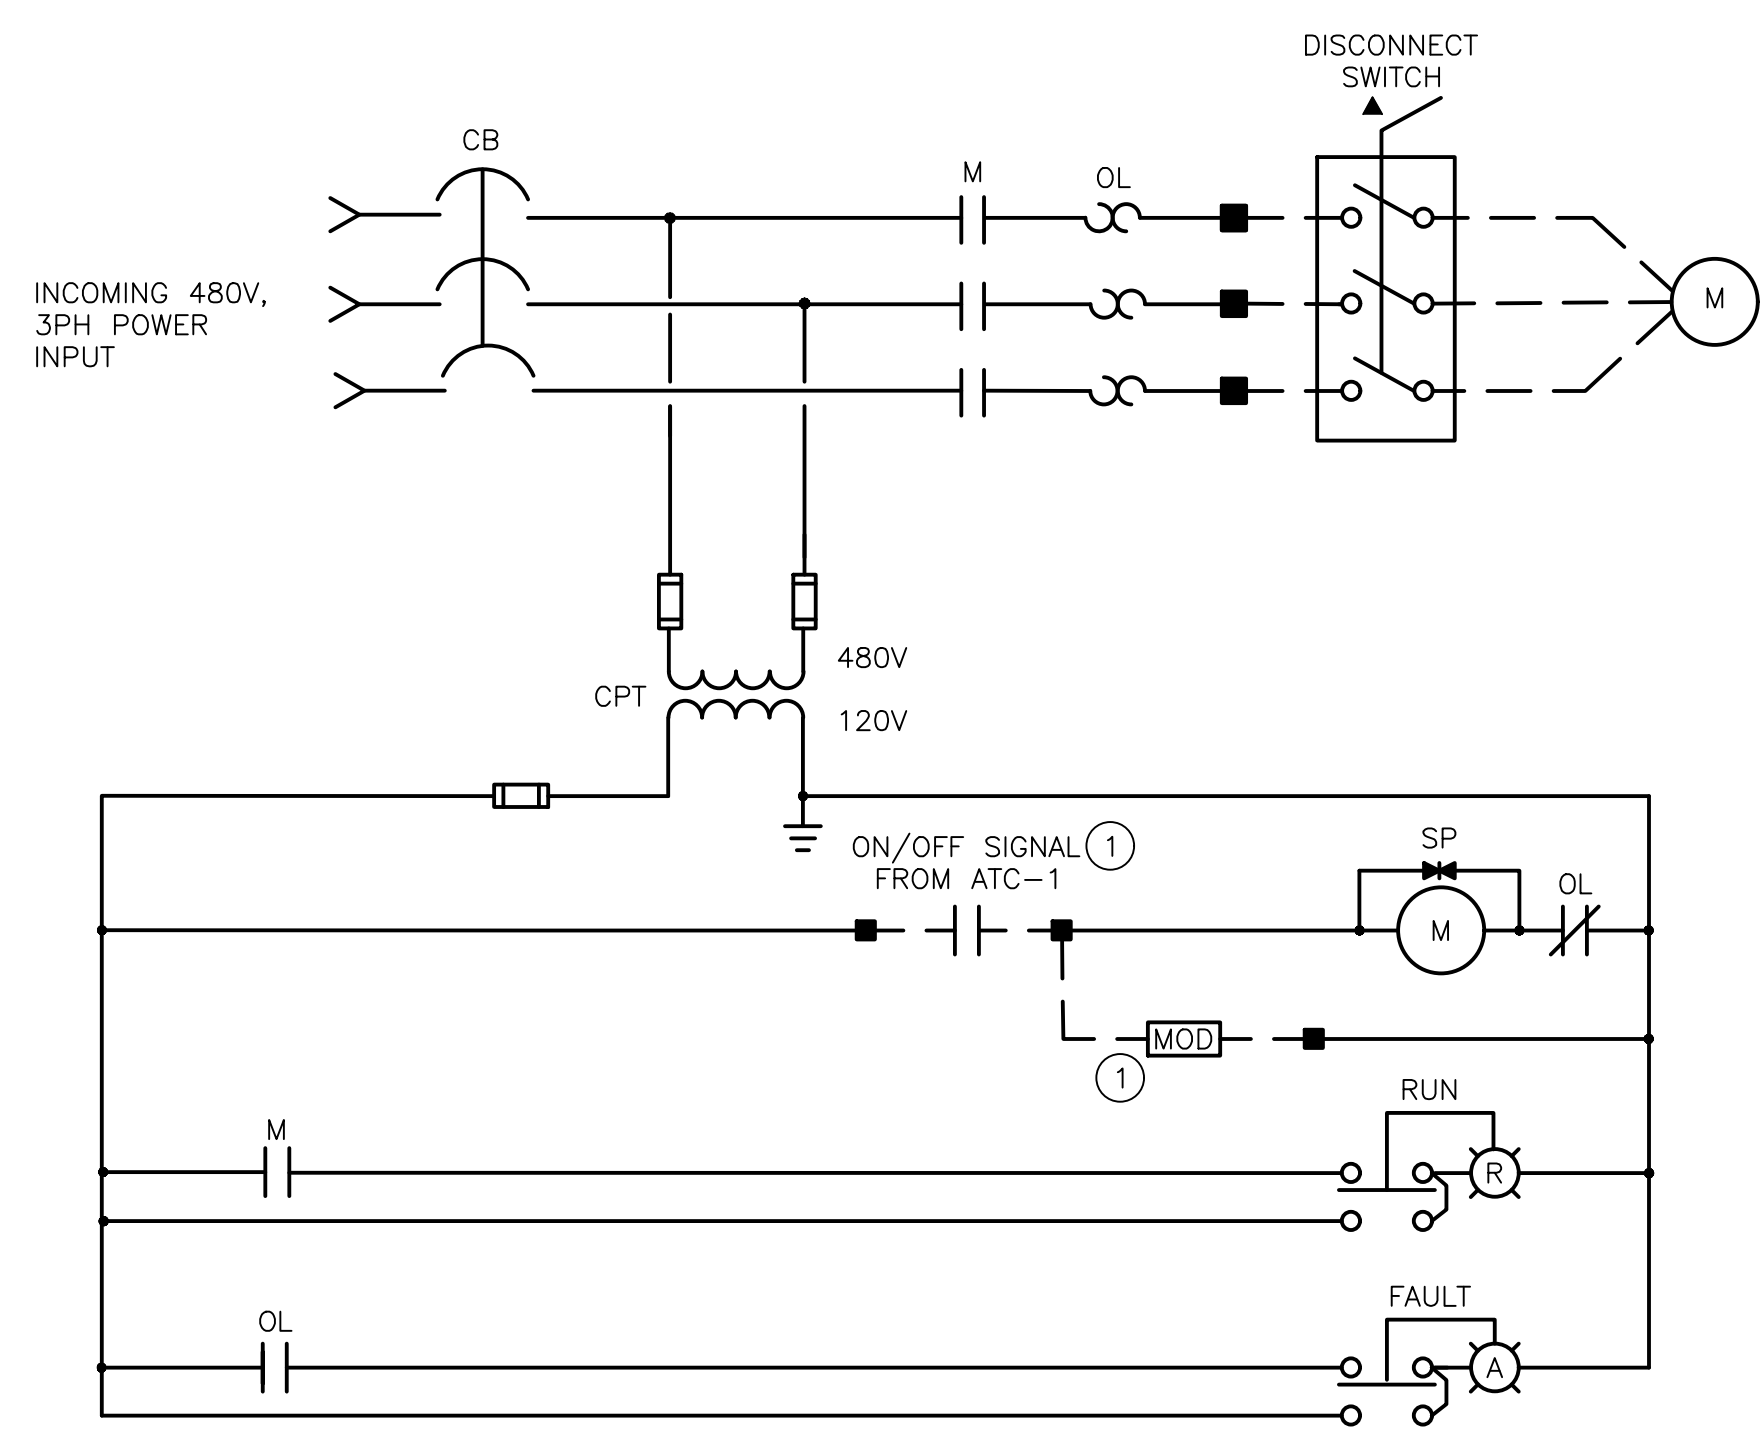 DISCONNECT
SWITCH
CB
M
OL
INCOMING 480V,
3PH POWER
INPUT
M
480V
CPT
120V
ON/OFF SIGNAL 1
FROM ATC-1
SP
OL
M
MOD
1
RUN
M
R
FAULT
OL
A